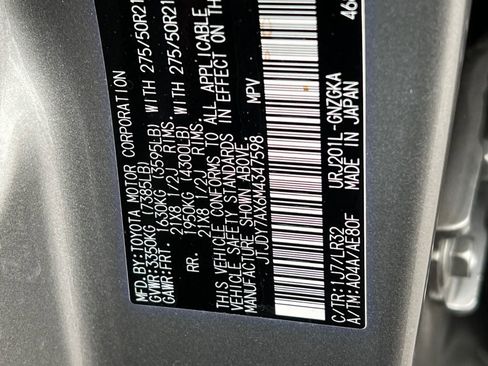 MFD.BY:TOYOTA MOTOR CORPORATION
GVWR:3350KG (7385LB)
GAWR:FRT. 1630KG (3595LB) WITH 275/50R21
21X8 1/2J RIMS.
RR. 1950KG (4300LB) WITH 275/50R21
21X8 1/2J RIMS.
THIS VEHICLE CONFORMS TO ALL APPLICABLE
VEHICLE SAFETY STANDARDS IN EFFECT ON THE
MANUFACTURE SHOWN ABOVE.
JTJDY7AX6M4347598 MPV
C/TR:1J7/LR32 URJ201L-GNZGKA
A/TM:A04A/AE80F MADE IN JAPAN